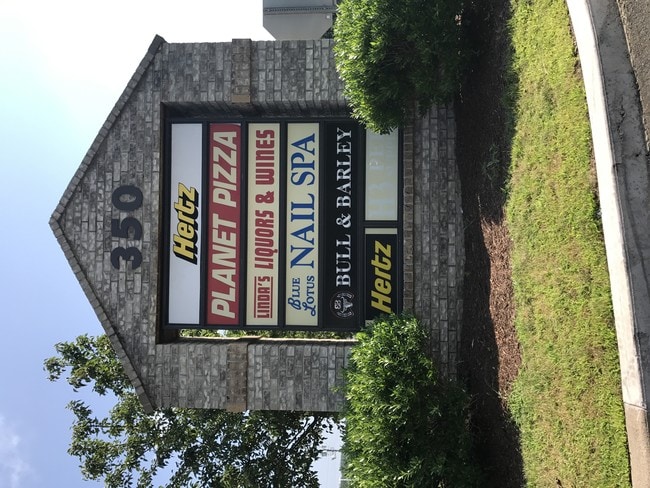 350
Hertz
PLANET PIZZA
LINDA'S LIQUORS & WINES
BLUE LOTUS NAIL SPA
BULL & BARLEY
Hertz